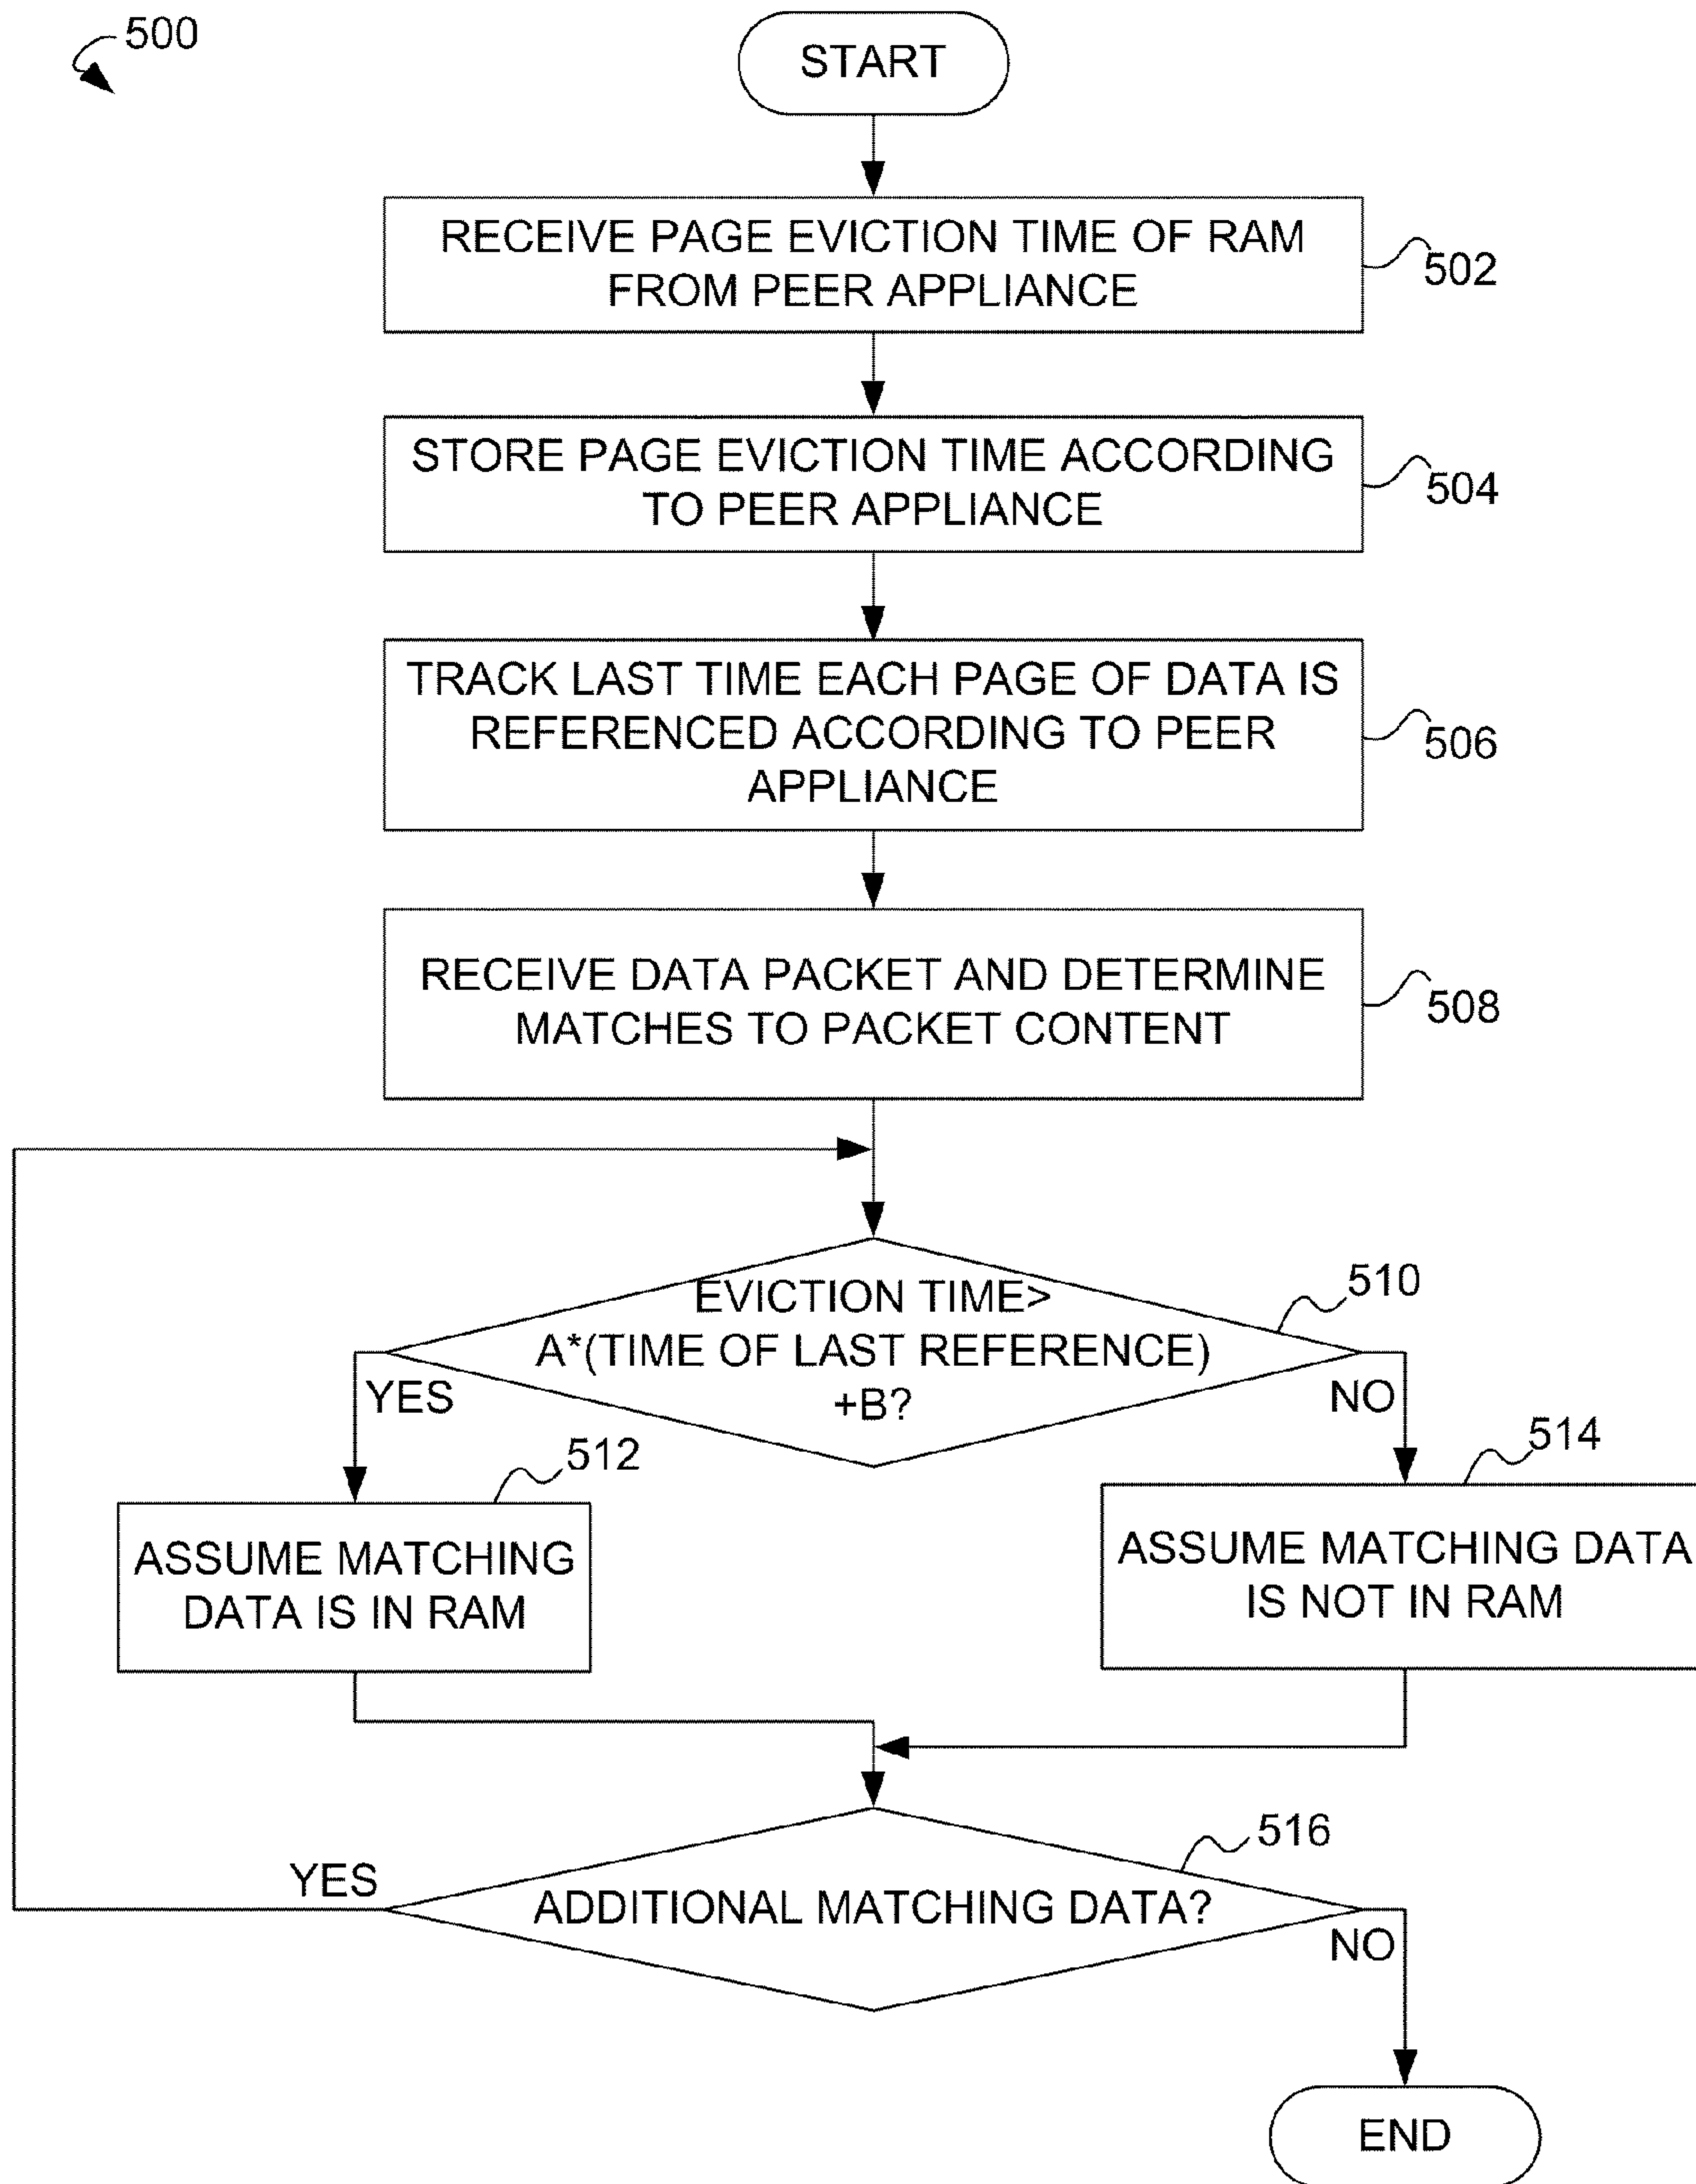 500
START
RECEIVE PAGE EVICTION TIME OF RAM
FROM PEER APPLIANCE
502
STORE PAGE EVICTION TIME ACCORDING
TO PEER APPLIANCE
504
TRACK LAST TIME EACH PAGE OF DATA IS
REFERENCED ACCORDING TO PEER
APPLIANCE
506
RECEIVE DATA PACKET AND DETERMINE
MATCHES TO PACKET CONTENT
508
EVICTION TIME>
A*(TIME OF LAST REFERENCE)
+B?
510
YES
NO
512
514
ASSUME MATCHING
DATA IS IN RAM
ASSUME MATCHING DATA
IS NOT IN RAM
516
YES
ADDITIONAL MATCHING DATA?
NO
END